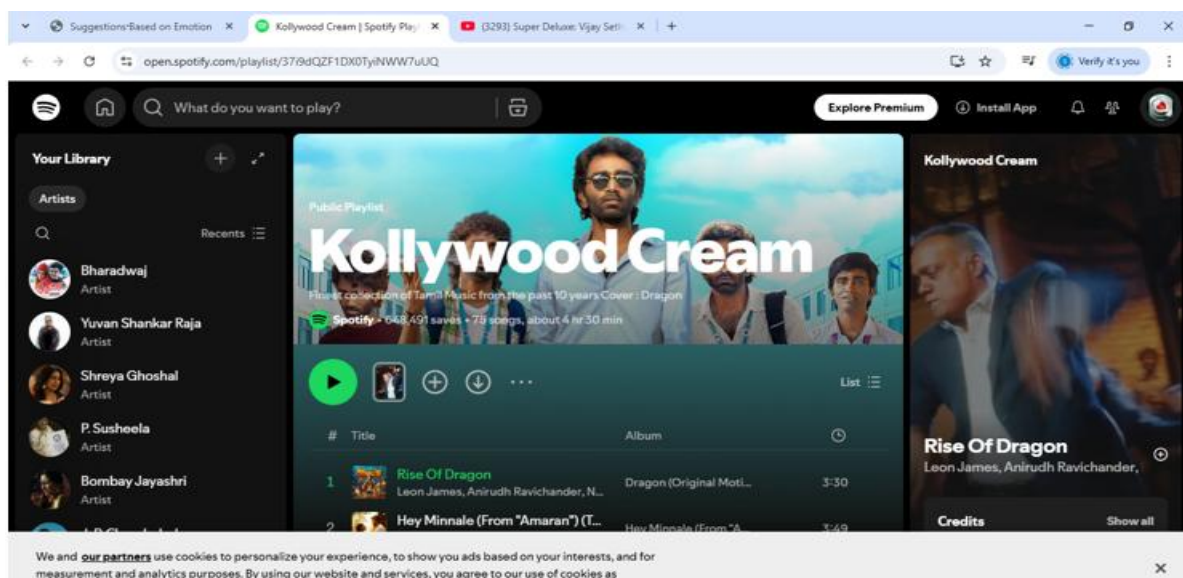 Suggestions Based on Emotion
Kollywood Cream | Spotify Play
(3293) Super Deluxe: Vijay Seth
open.spotify.com/playlist/37i9dQZF1DX0TyiNWW7uUQ
Verify it's you
What do you want to play?
Explore Premium
Install App
Your Library
Artists
Recents
Bharadwaj
Artist
Yuvan Shankar Raja
Artist
Shreya Ghoshal
Artist
P. Susheela
Artist
Bombay Jayashri
Artist
Public Playlist
Kollywood Cream
Finest collection of Tamil Music from the past 10 years Cover : Dragon
Spotify • 648,491 saves • 75 songs, about 4 hr 30 min
List
# Title Album
1 Rise Of Dragon
Leon James, Anirudh Ravichander, N...
Dragon (Original Moti...
3:30
2 Hey Minnale (From "Amaran") (T...
Hey Minnale (From "A...
3:49
Kollywood Cream
Rise Of Dragon
Leon James, Anirudh Ravichander,
Credits Show all
We and our partners use cookies to personalize your experience, to show you ads based on your interests, and for
measurement and analytics purposes. By using our website and services, you agree to our use of cookies as